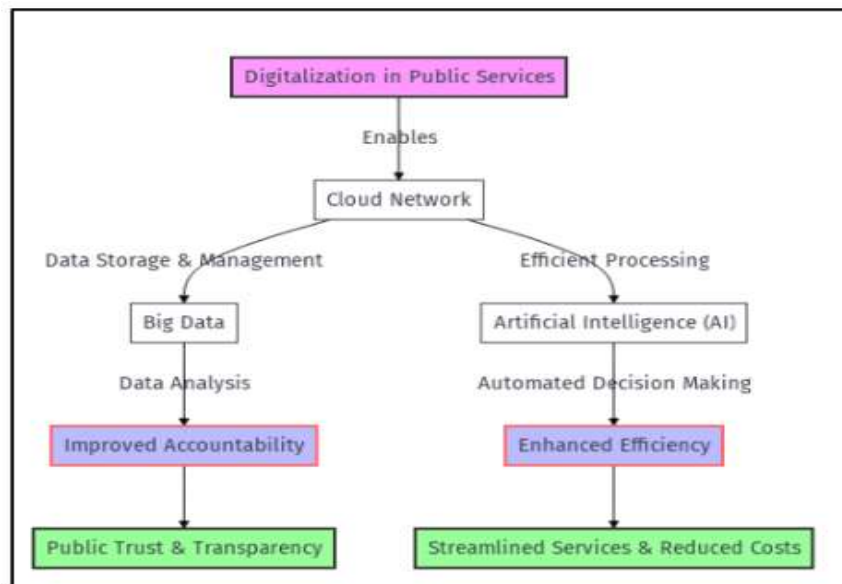 Digitalization in Public Services
Enables
Cloud Network
Data Storage & Management
Efficient Processing
Big Data
Artificial Intelligence (AI)
Data Analysis
Automated Decision Making
Improved Accountability
Enhanced Efficiency
Public Trust & Transparency
Streamlined Services & Reduced Costs